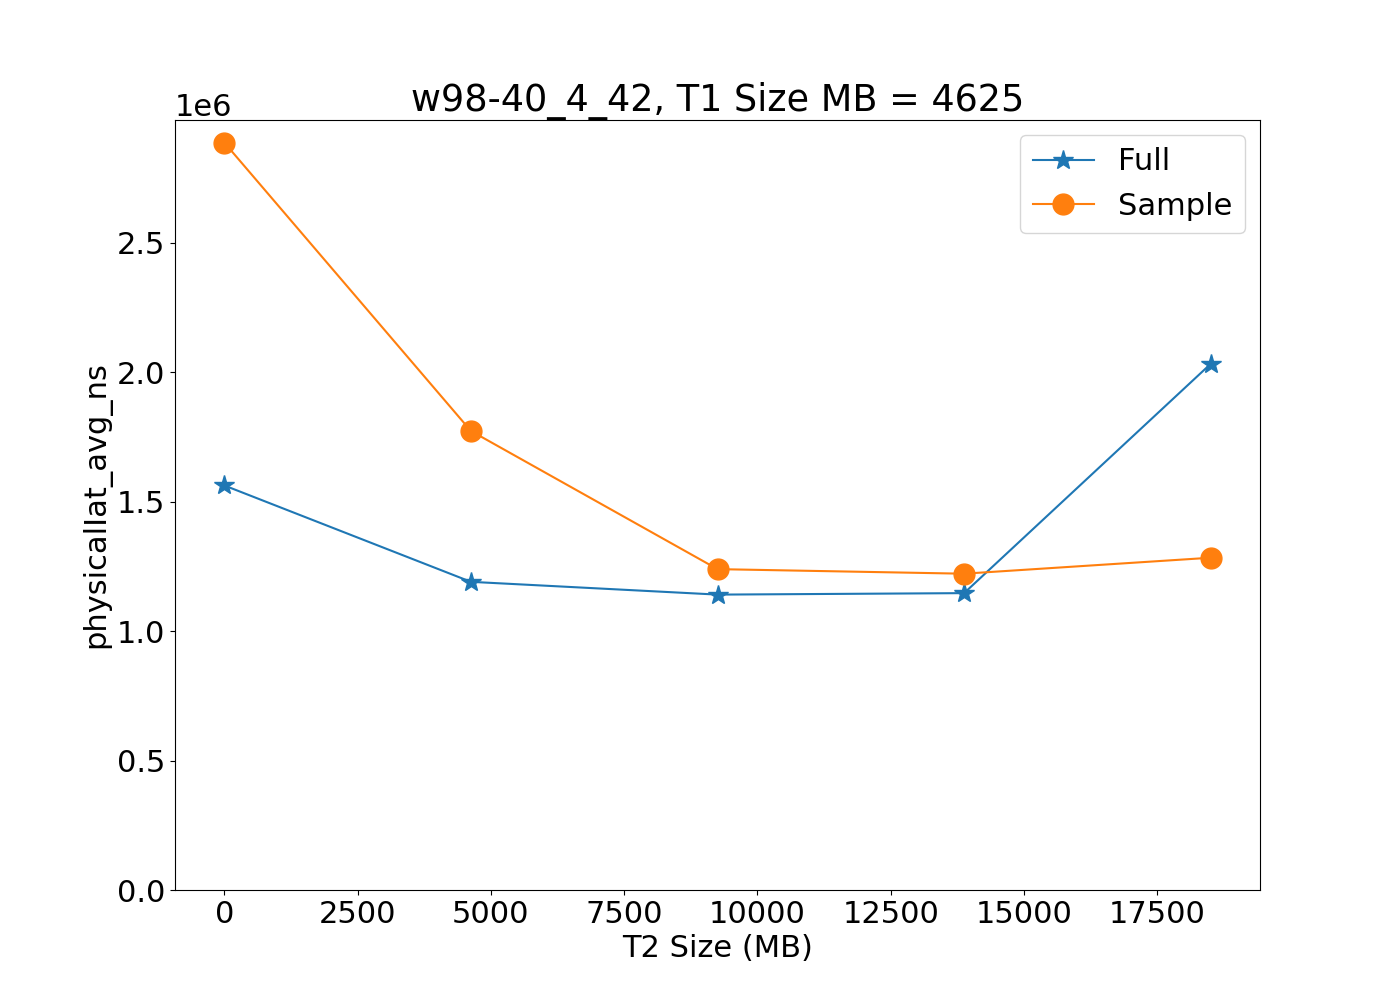 w98-40_4_42, T1 Size MB = 4625
1e6
Full
Sample
2.5
2.0
1.5
1.0
0.5
0.0
physicallat_avg_ns
0 2500 5000 7500 10000 12500 15000 17500
T2 Size (MB)